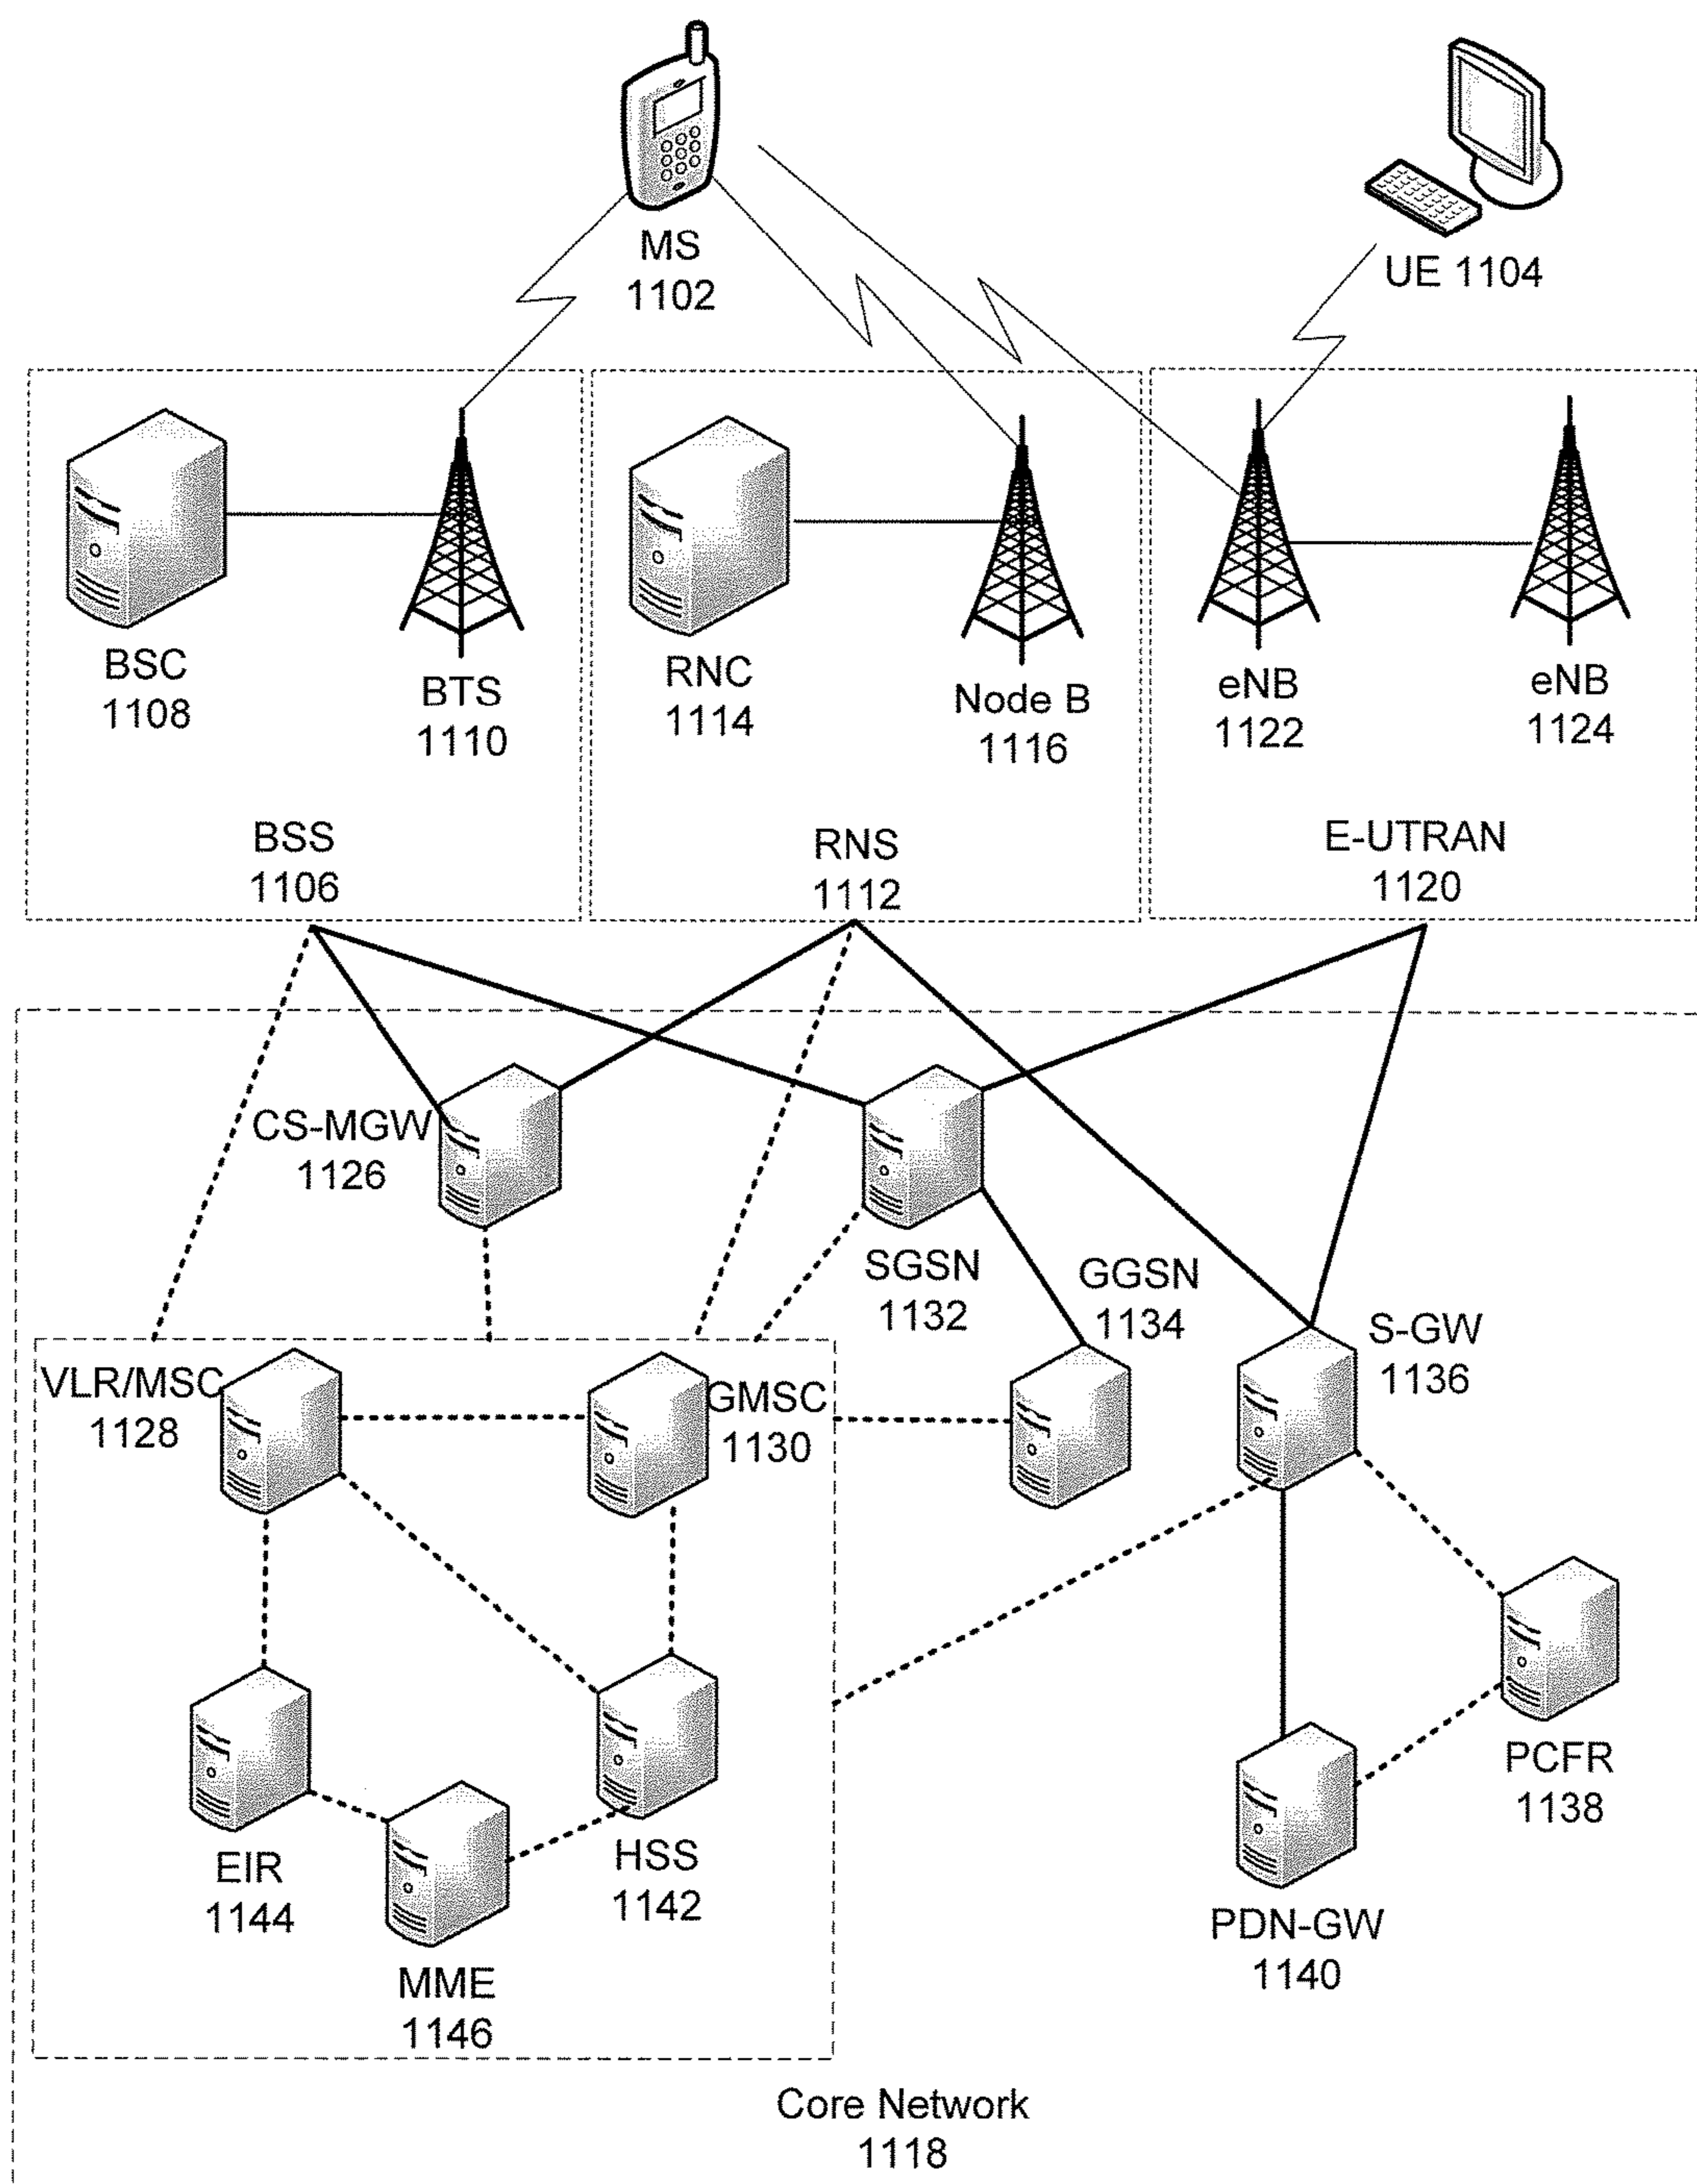 MS
1102
UE 1104
BSC
1108
BTS
1110
RNC
1114
Node B
1116
eNB
1122
eNB
1124
BSS
1106
RNS
1112
E-UTRAN
1120
CS-MGW
1126
SGSN
1132
GGSN
1134
S-GW
1136
VLR/MSC
1128
GMSC
1130
PCFR
1138
EIR
1144
HSS
1142
PDN-GW
1140
MME
1146
Core Network
1118